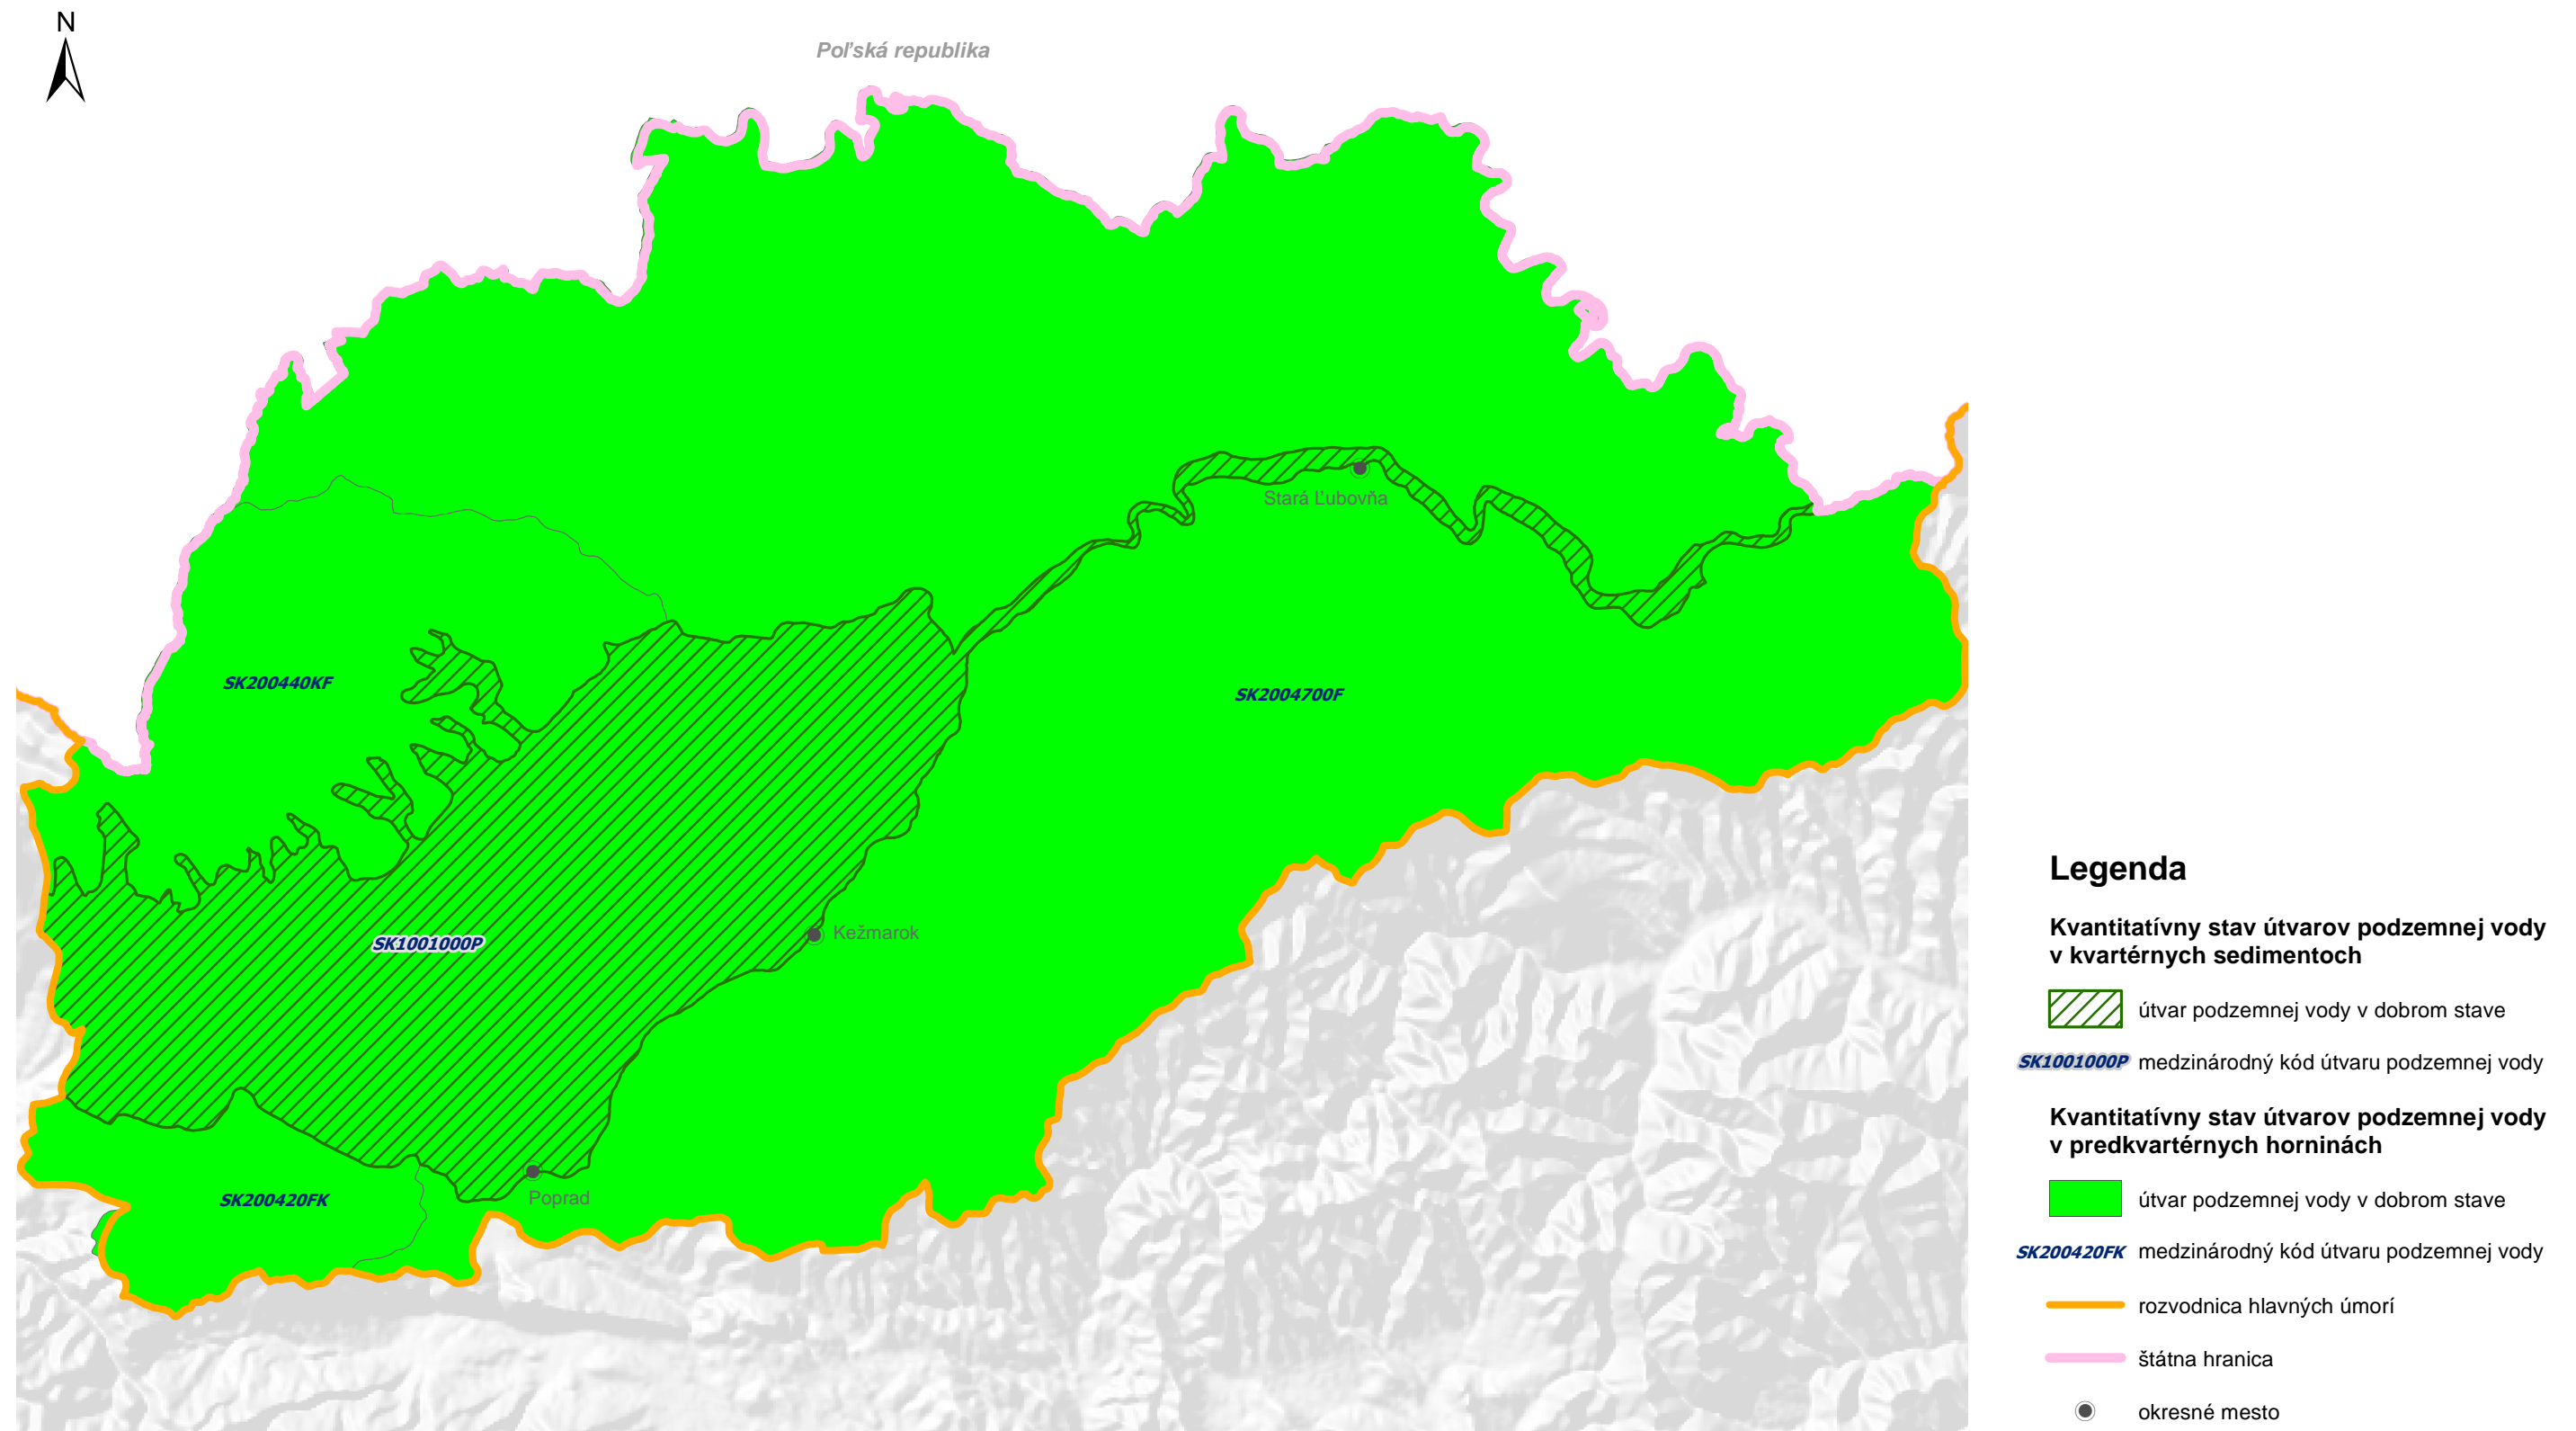 N
Poľská republika
Stará Ľubovňa
SK200440KF
SK2004700F
Kežmarok
SK1001000P
Poprad
SK200420FK
Legenda
Kvantitatívny stav útvarov podzemnej vody
v kvartérnych sedimentoch
útvar podzemnej vody v dobrom stave
SK1001000P medzinárodný kód útvaru podzemnej vody
Kvantitatívny stav útvarov podzemnej vody
v predkvartérnych horninách
útvar podzemnej vody v dobrom stave
SK200420FK medzinárodný kód útvaru podzemnej vody
rozvodnica hlavných úmorí
štátna hranica
okresné mesto